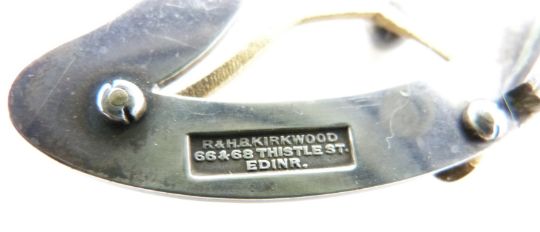 R & H.B. KIRKWOOD
66 & 68 THISTLE ST.
EDINR.